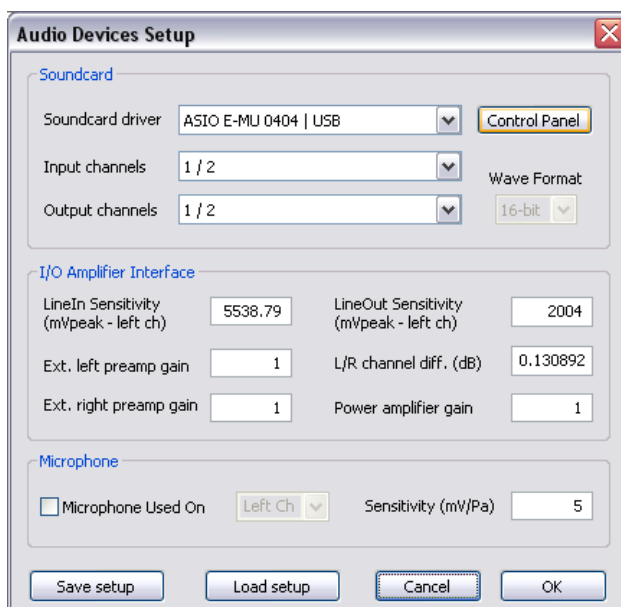 Audio Devices Setup
Soundcard
Soundcard driver ASIO E-MU 0404 | USB Control Panel
Input channels 1 / 2
Wave Format
Output channels 1 / 2 16-bit
I/O Amplifier Interface
LineIn Sensitivity
(mVpeak - left ch) 5538.79
LineOut Sensitivity
(mVpeak - left ch) 2004
Ext. left preamp gain 1
L/R channel diff. (dB) 0.130892
Ext. right preamp gain 1
Power amplifier gain 1
Microphone
Microphone Used On Left Ch Sensitivity (mV/Pa) 5
Save setup Load setup Cancel OK